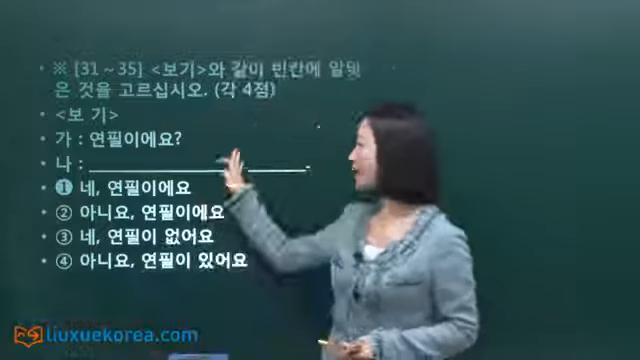 • ※ [31 ~ 35] <보기>와 같이 빈칸에 알맞
은 것을 고르십시오. (각 4점)
• <보 기>
• 가 : 연필이에요?
• 나 :
• ❶ 네, 연필이에요
• ② 아니요, 연필이에요
• ③ 네, 연필이 없어요
• ④ 아니요, 연필이 있어요
liuxuekorea.com